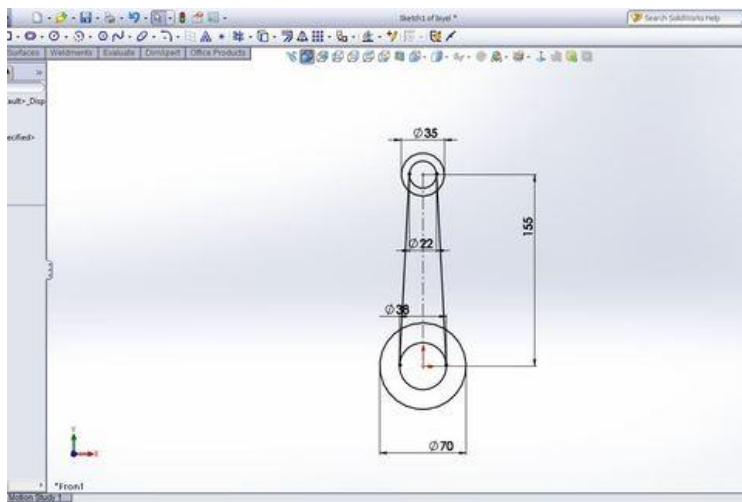 Sketch1 of biyel *
Search SolidWorks Help
Surfaces
Weldments
Evaluate
DimXpert
Office Products
ault>_Disp
ecified>
Ø35
Ø22
155
Ø38
Ø70
Y
X
*Front
Motion Study 1